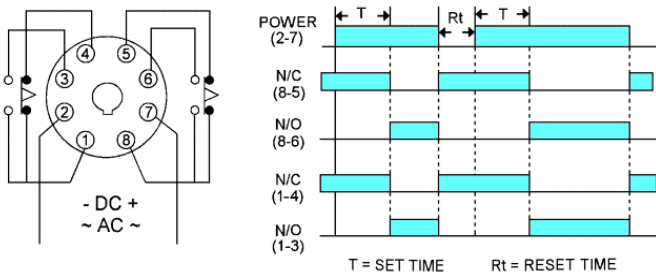 4
5
3
6
2
7
1
8
- DC +
~ AC ~
T
Rt
T
POWER
(2-7)
N/C
(8-5)
N/O
(8-6)
N/C
(1-4)
N/O
(1-3)
T = SET TIME
Rt = RESET TIME